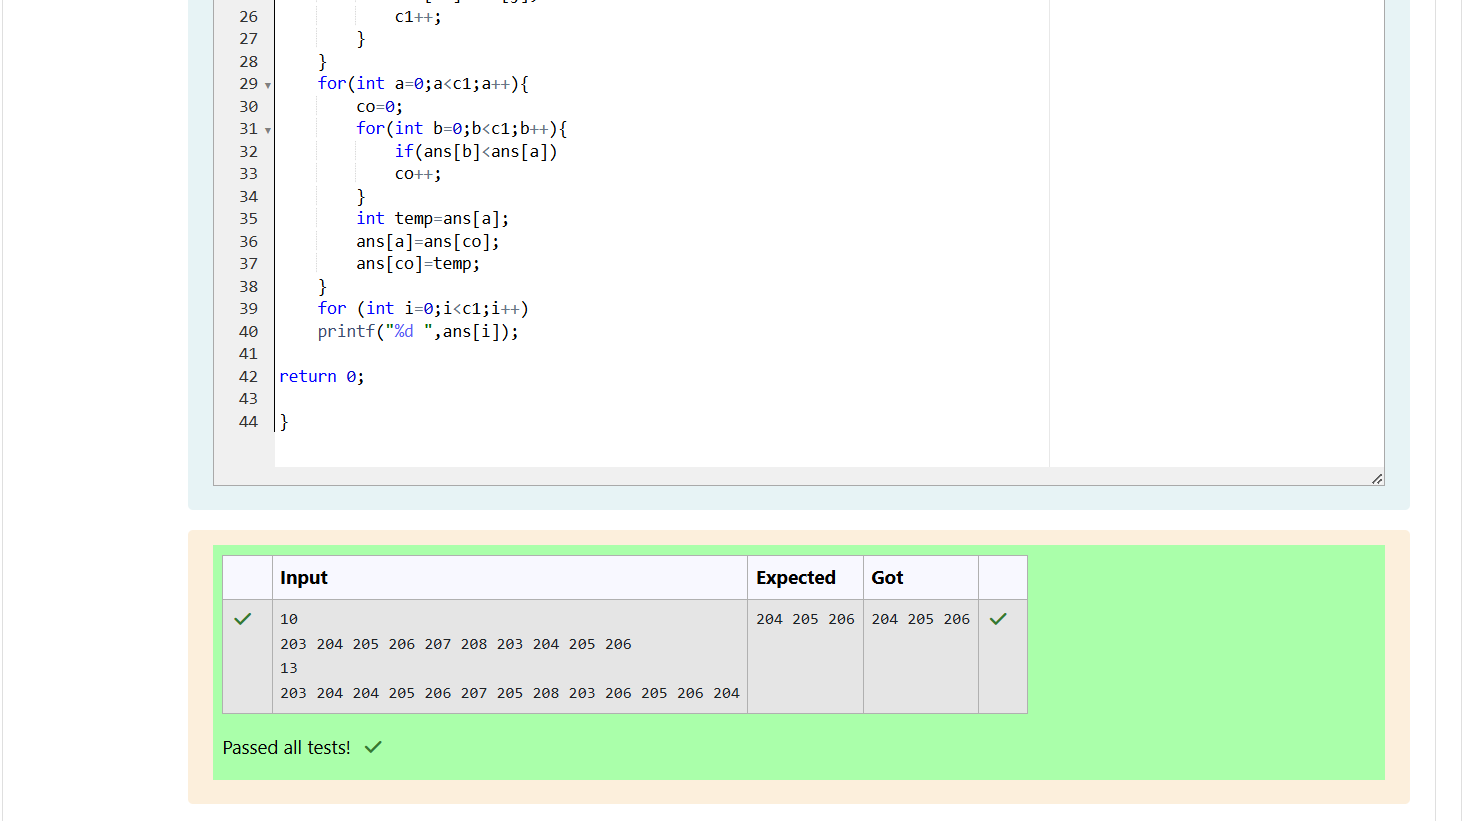 26 c1++;
27 }
28 }
29 for(int a=0;a<c1;a++){
30 co=0;
31 for(int b=0;b<c1;b++){
32 if(ans[b]<ans[a])
33 co++;
34 }
35 int temp=ans[a];
36 ans[a]=ans[co];
37 ans[co]=temp;
38 }
39 for (int i=0;i<c1;i++)
40 printf("%d ",ans[i]);
41
42 return 0;
43
44 }
Input Expected Got
10 204 205 206 204 205 206
203 204 205 206 207 208 203 204 205 206
13
203 204 204 205 206 207 205 208 203 206 205 206 204
Passed all tests!